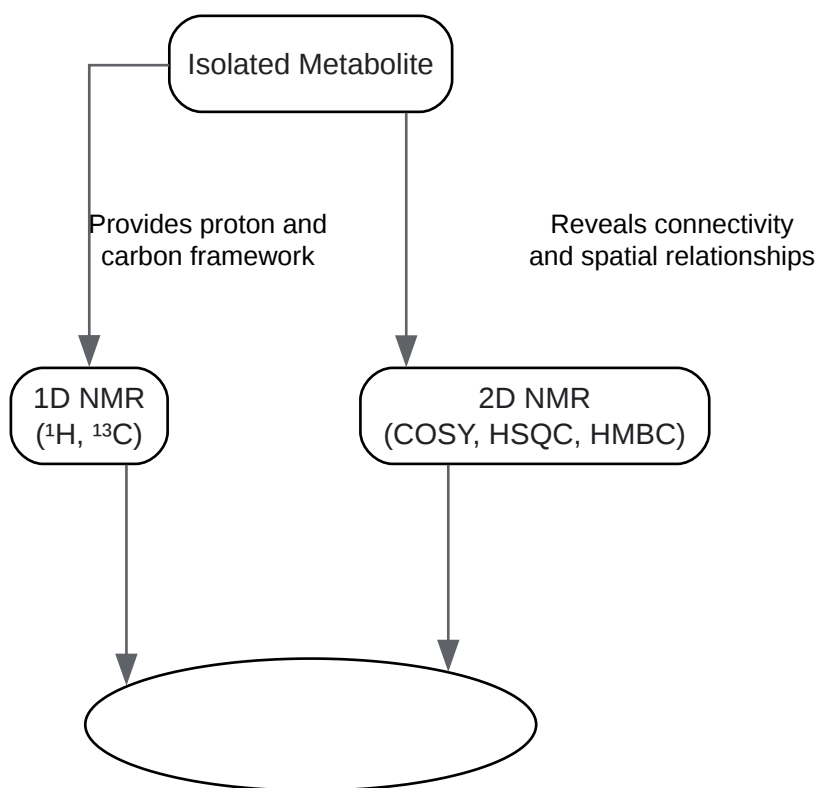 Isolated Metabolite
Provides proton and
carbon framework
Reveals connectivity
and spatial relationships
1D NMR
(¹H, ¹³C)
2D NMR
(COSY, HSQC, HMBC)